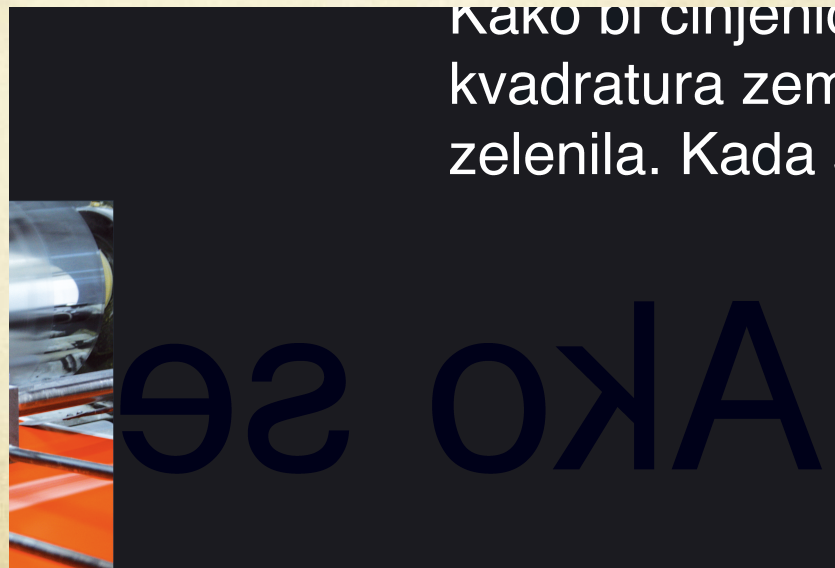 Kako bi činjenic
kvadratura zem
zelenila. Kada
Ako se